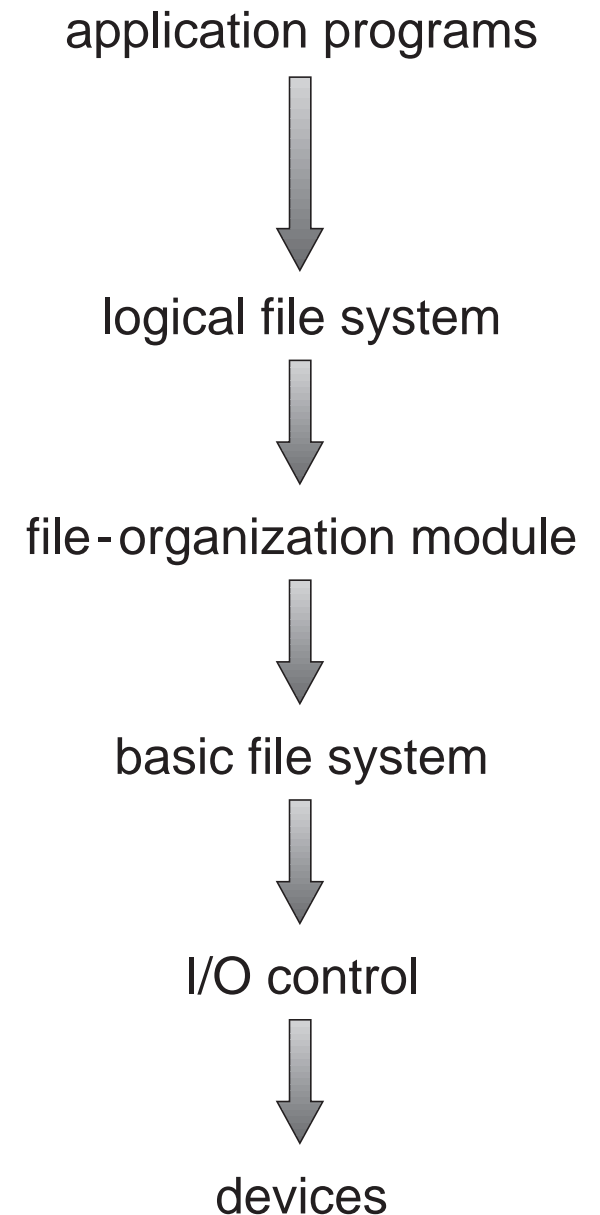 application programs
logical file system
file-organization module
basic file system
I/O control
devices